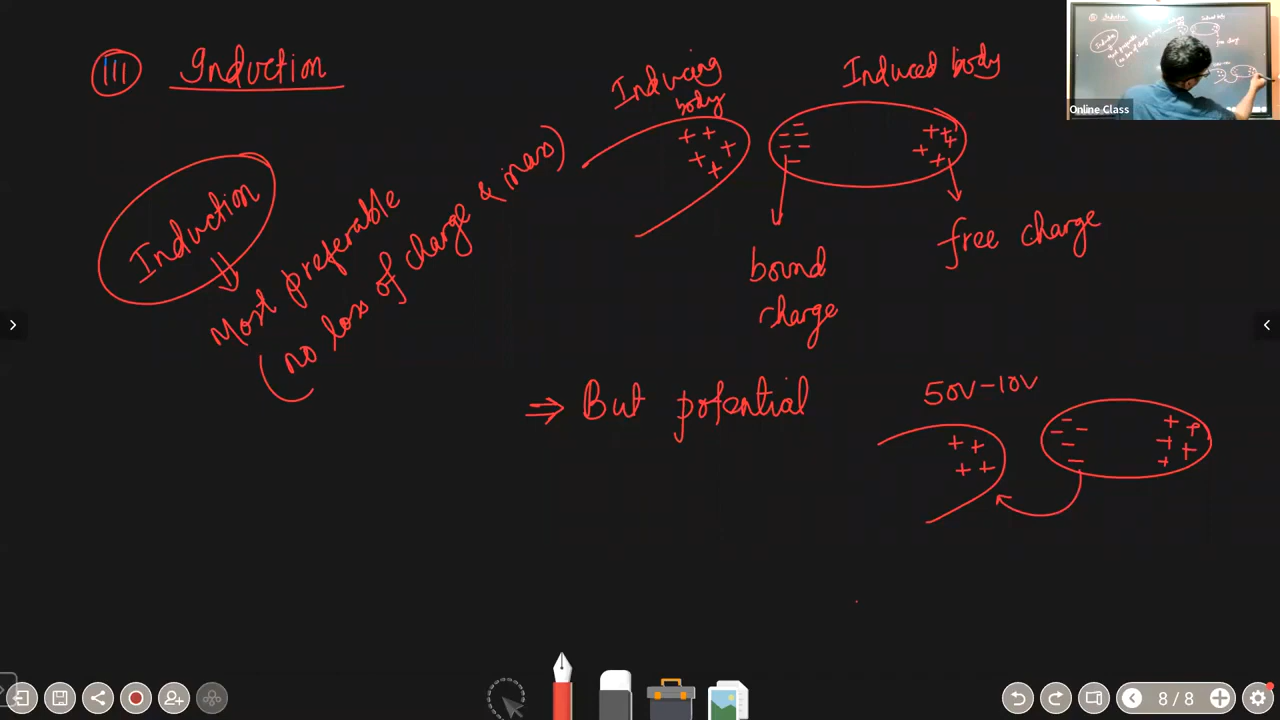 III Induction
Inducing
body
Induced body
Induction
Most preferable
(no loss of charge & mass)
bound
charge
free charge
⇒ But potential
50V-10V
Online Class
8/8